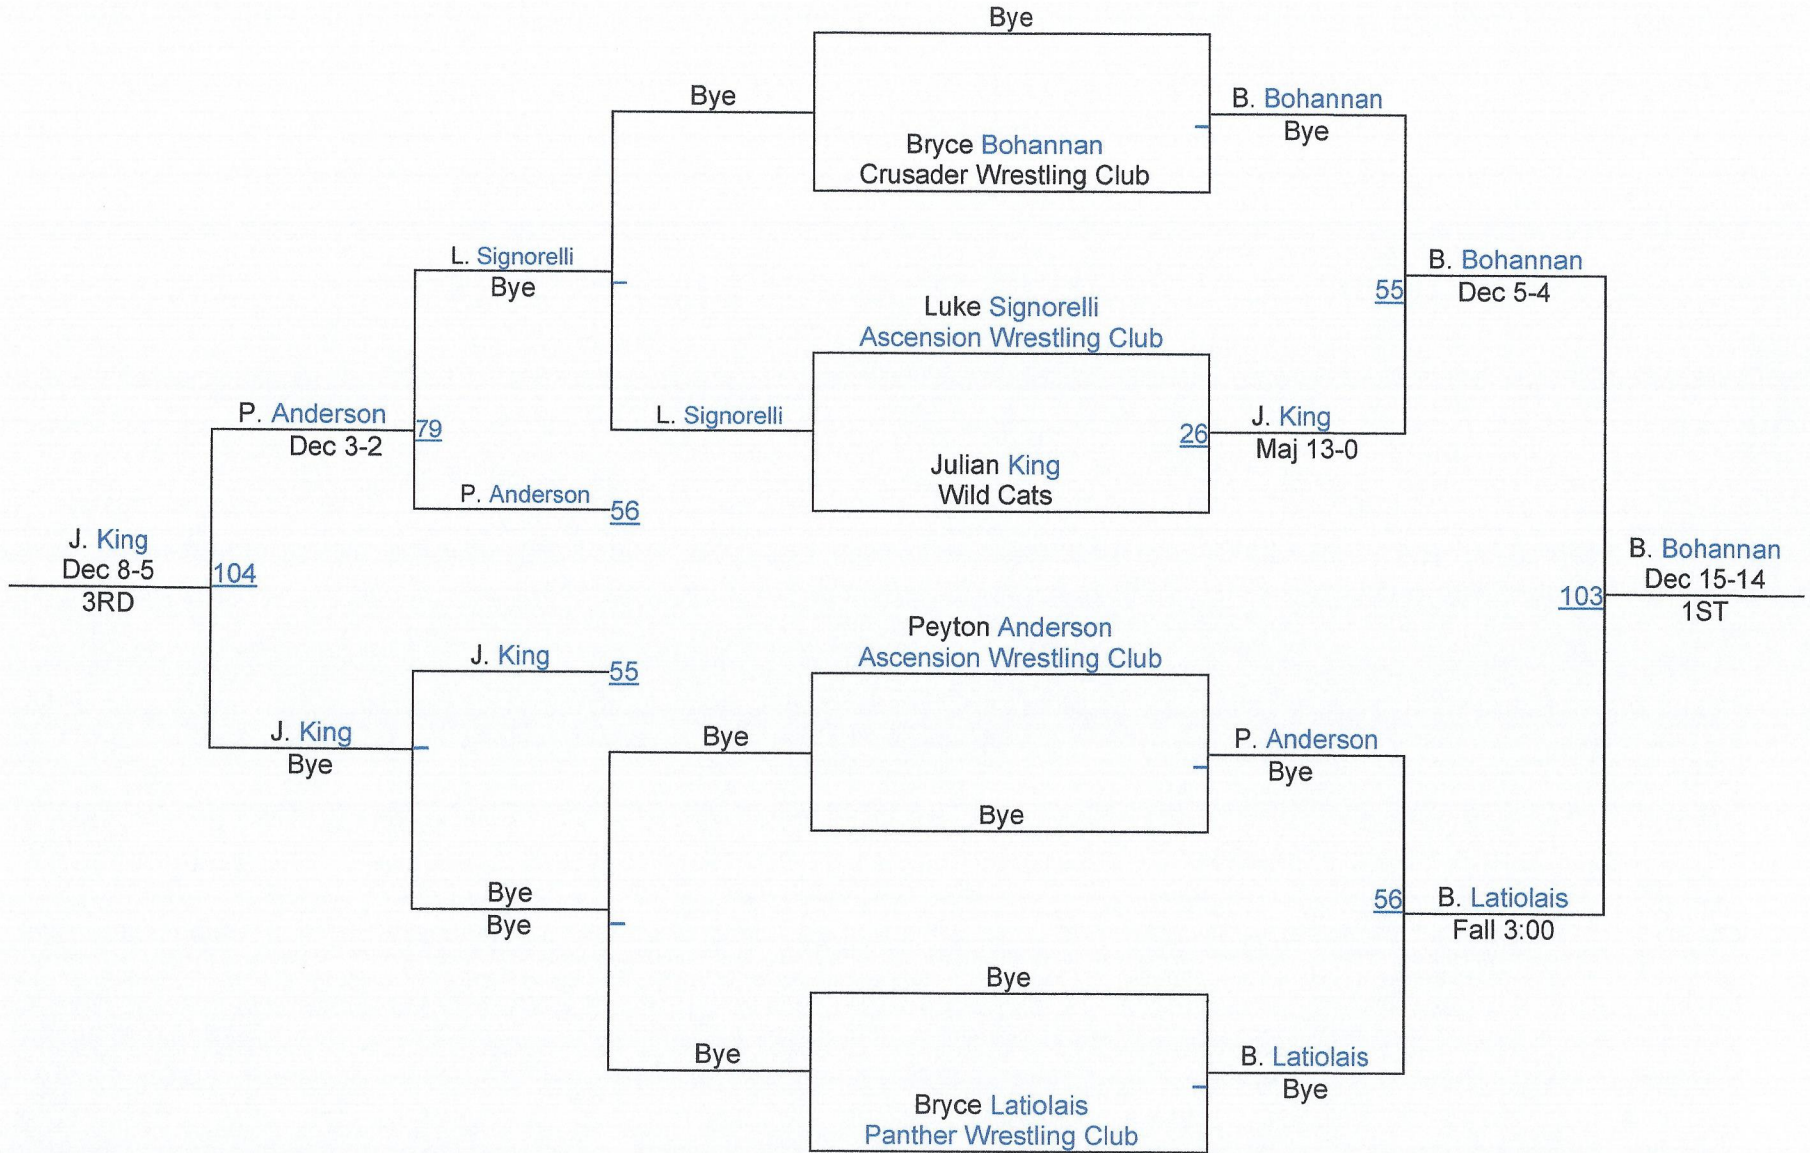 Bye
Bye
B. Bohannan
Bye
Bryce Bohannan
Crusader Wrestling Club
L. Signorelli
Bye
B. Bohannan
55
Dec 5-4
Luke Signorelli
Ascension Wrestling Club
P. Anderson
79
Dec 3-2
L. Signorelli
26
J. King
Maj 13-0
Julian King
Wild Cats
P. Anderson
56
J. King
Dec 8-5
104
3RD
B. Bohannan
Dec 15-14
103
1ST
Peyton Anderson
Ascension Wrestling Club
J. King
55
J. King
Bye
Bye
P. Anderson
Bye
Bye
Bye
Bye
56
B. Latiolais
Fall 3:00
Bye
Bye
B. Latiolais
Bye
Bryce Latiolais
Panther Wrestling Club